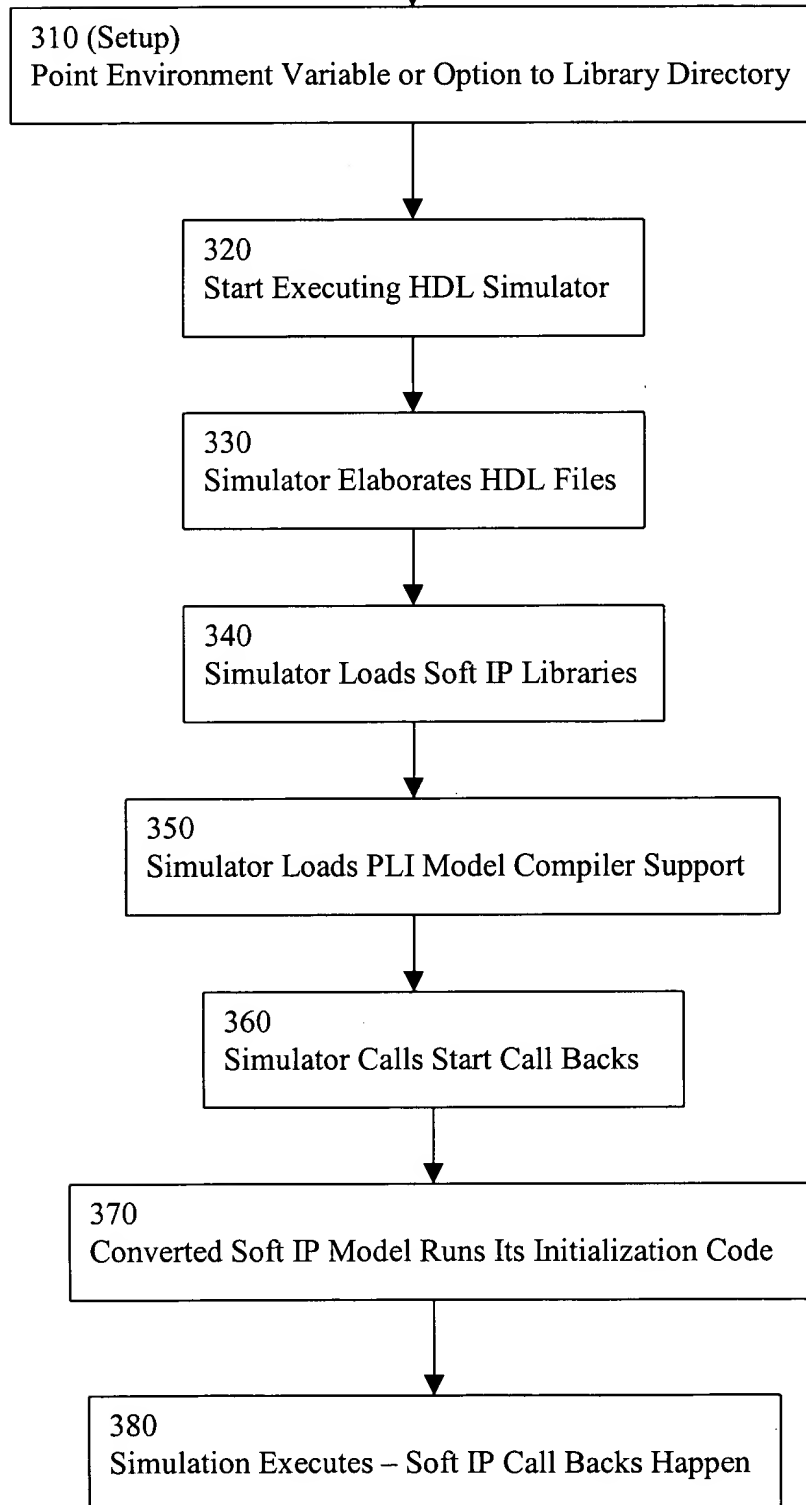 310 (Setup)
Point Environment Variable or Option to Library Directory
320
Start Executing HDL Simulator
330
Simulator Elaborates HDL Files
340
Simulator Loads Soft IP Libraries
350
Simulator Loads PLI Model Compiler Support
360
Simulator Calls Start Call Backs
370
Converted Soft IP Model Runs Its Initialization Code
380
Simulation Executes – Soft IP Call Backs Happen